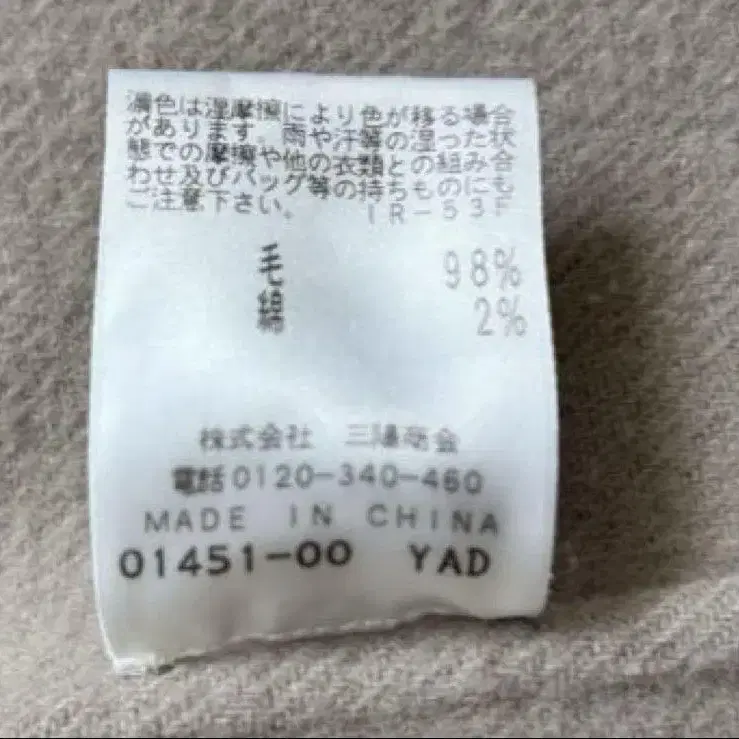 濃色は湿摩擦により色が移る場合
があります。雨や汗等の湿った状
態での摩擦や他の衣類との組み合
わせ及びバッグ等の持ちものにも
ご注意下さい。
毛 98%
綿 2%
株式会社 三陽商会
電話0120-340-460
MADE IN CHINA
01451-00 YAD